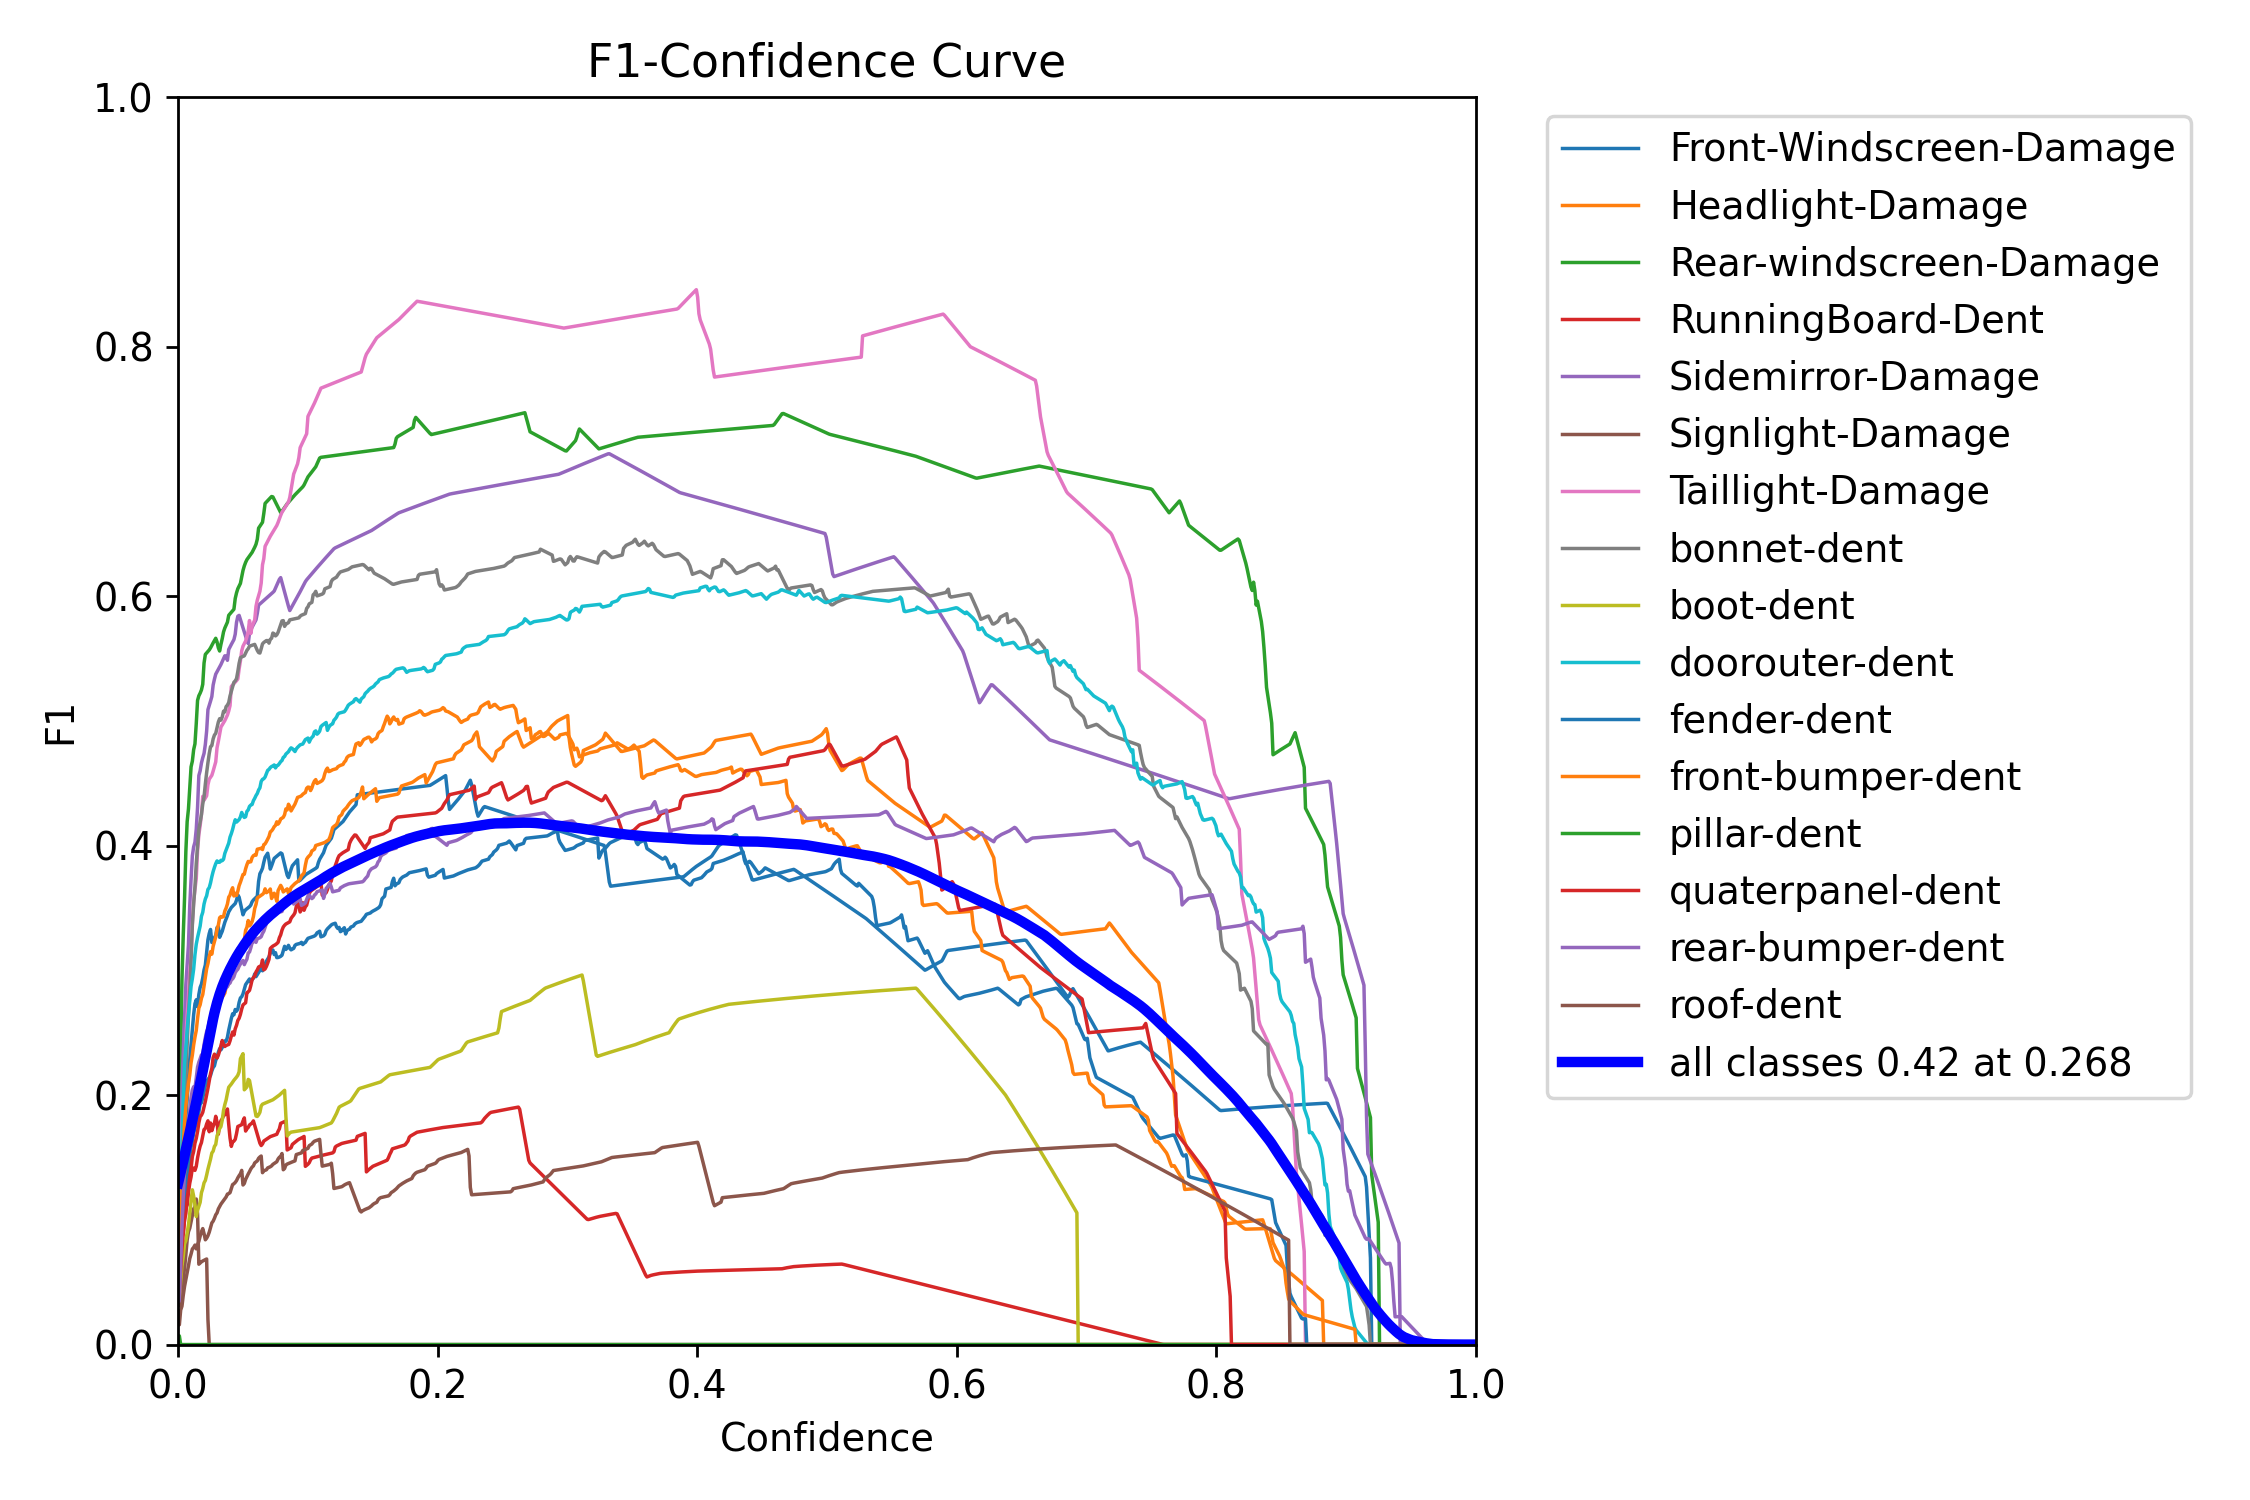 F1-Confidence Curve
1.0
0.8
0.6
0.4
0.2
0.0
F1
0.0 0.2 0.4 0.6 0.8 1.0
Confidence
Front-Windscreen-Damage
Headlight-Damage
Rear-windscreen-Damage
RunningBoard-Dent
Sidemirror-Damage
Signlight-Damage
Taillight-Damage
bonnet-dent
boot-dent
doorouter-dent
fender-dent
front-bumper-dent
pillar-dent
quaterpanel-dent
rear-bumper-dent
roof-dent
all classes 0.42 at 0.268